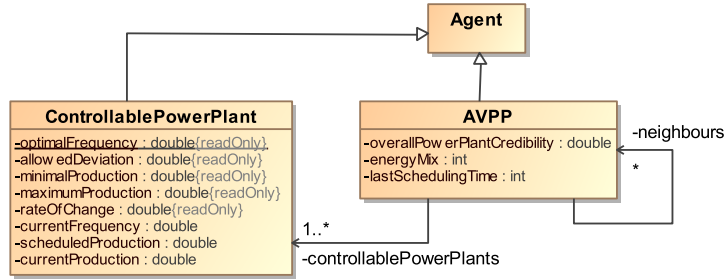 Agent
ControllablePowerPlant
-optimalFrequency : double{readOnly}
-allowedDeviation : double{readOnly}
-minimalProduction : double{readOnly}
-maximumProduction : double{readOnly}
-rateOfChange : double{readOnly}
-currentFrequency : double
-scheduledProduction : double
-currentProduction : double
AVPP
-overallPowerPlantCredibility : double
-energyMix : int
-lastSchedulingTime : int
-neighbours
*
1..*
-controllablePowerPlants